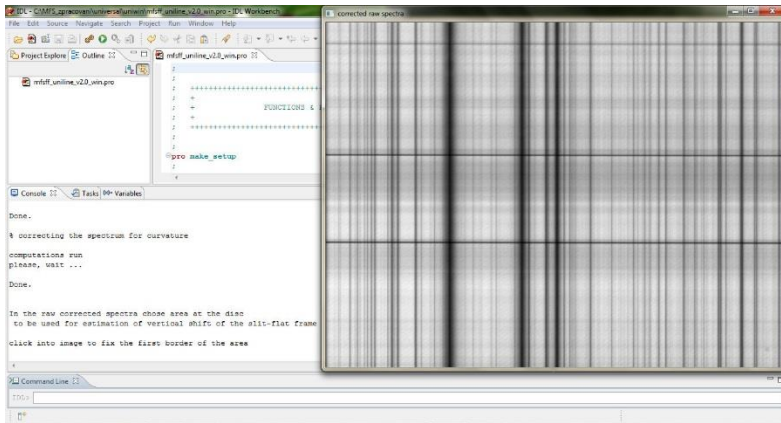 IDL - C:\MFS_zpracovani\universal\uniwin\mfsff_uniline_v2.0_win.pro - IDL Workbench
corrected raw spectra
File Edit Source Navigate Search Project Run Window Help
Project Explore Outline
mfsff_uniline_v2.0_win.pro
mfsff_uniline_v2.0_win.pro
;
;
; ++++++++++++++++++++++++++++
; +
; + FUNCTIONS &
; +
; ++++++++++++++++++++++++++++
;
;
pro make_setup
;
Console Tasks Variables
Done.
% correcting the spectrum for curvature
computations run
please, wait ...
Done.
In the raw corrected spectra chose area at the disc
to be used for estimation of vertical shift of the slit-flat frame
click into image to fix the first border of the area
Command Line
IDL>